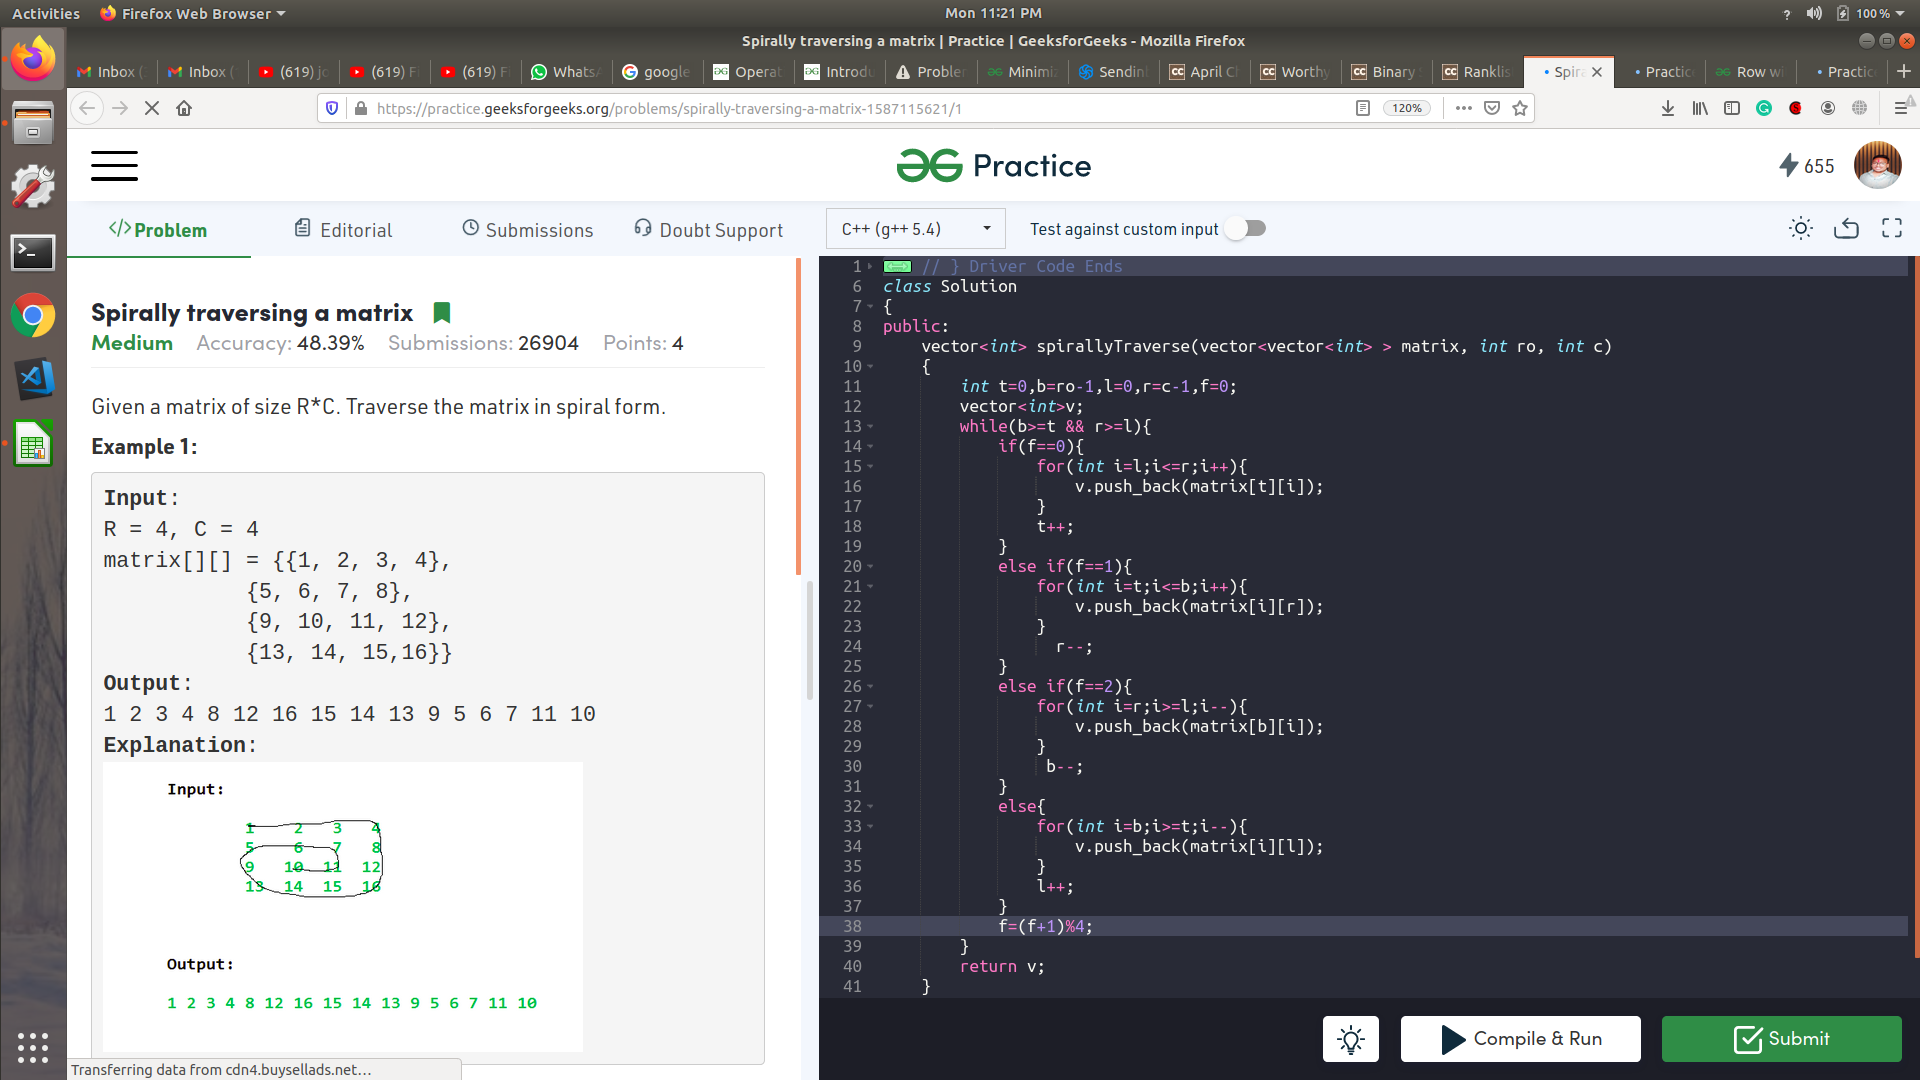 Activities
Firefox Web Browser
Mon 11:21 PM
?
100 %
Spirally traversing a matrix | Practice | GeeksforGeeks - Mozilla Firefox
Inbox (
Inbox (
(619) jo
(619) F
(619) F
Whats
google
Operat
Introdu
Probler
Minimi
Sendin
CC April C
CC Worthy
CC Binary
CC Ranklis
Spira
Practic
Row wi
Practic
https://practice.geeksforgeeks.org/problems/spirally-traversing-a-matrix-1587115621/1
120%
Practice
655
</>Problem
Editorial
Submissions
Doubt Support
C++ (g++ 5.4)
Test against custom input
Spirally traversing a matrix
Medium Accuracy: 48.39% Submissions: 26904 Points: 4
Given a matrix of size R*C. Traverse the matrix in spiral form.
Example 1:
Input:
R = 4, C = 4
matrix[][] = {{1, 2, 3, 4},
{5, 6, 7, 8},
{9, 10, 11, 12},
{13, 14, 15,16}}
Output:
1 2 3 4 8 12 16 15 14 13 9 5 6 7 11 10
Explanation:
Input:
1 2 3 4
5 6 7 8
9 10 11 12
13 14 15 16
Output:
1 2 3 4 8 12 16 15 14 13 9 5 6 7 11 10
1 // } Driver Code Ends
6 class Solution
7 {
8 public:
9 vector<int> spirallyTraverse(vector<vector<int> > matrix, int ro, int c)
10 {
11 int t=0,b=ro-1,l=0,r=c-1,f=0;
12 vector<int>v;
13 while(b>=t && r>=l){
14 if(f==0){
15 for(int i=l;i<=r;i++){
16 v.push_back(matrix[t][i]);
17 }
18 t++;
19 }
20 else if(f==1){
21 for(int i=t;i<=b;i++){
22 v.push_back(matrix[i][r]);
23 }
24 r--;
25 }
26 else if(f==2){
27 for(int i=r;i>=l;i--){
28 v.push_back(matrix[b][i]);
29 }
30 b--;
31 }
32 else{
33 for(int i=b;i>=t;i--){
34 v.push_back(matrix[i][l]);
35 }
36 l++;
37 }
38 f=(f+1)%4;
39 }
40 return v;
41 }
Compile & Run
Submit
Transferring data from cdn4.buysellads.net...